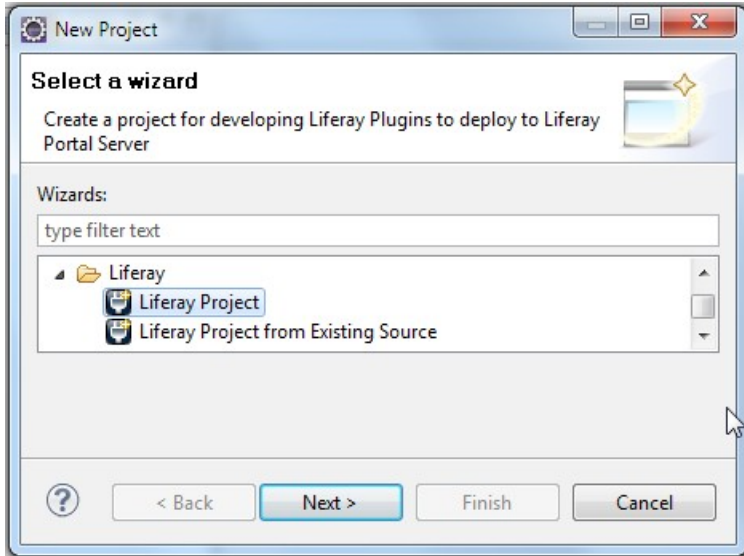 New Project
Select a wizard
Create a project for developing Liferay Plugins to deploy to Liferay
Portal Server
Wizards:
type filter text
Liferay
Liferay Project
Liferay Project from Existing Source
?
< Back
Next >
Finish
Cancel